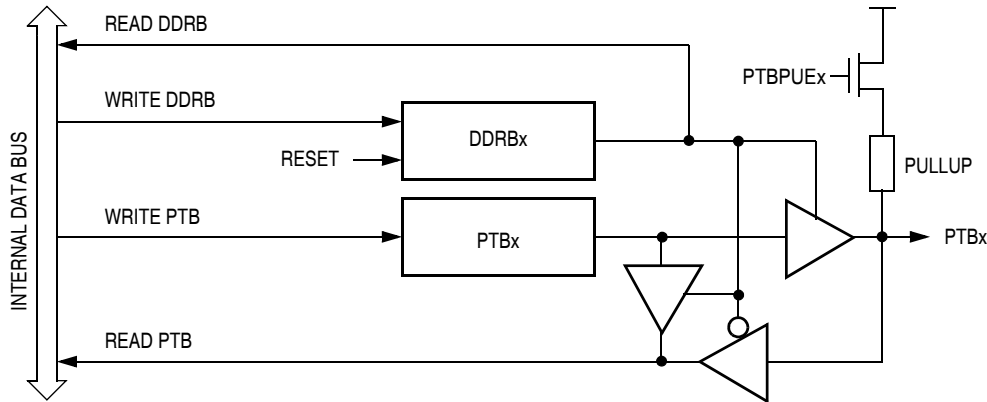 READ DDRB
PTBPUEx
WRITE DDRB
DDRBx
RESET
PULLUP
INTERNAL DATA BUS
WRITE PTB
PTBx
PTBx
READ PTB